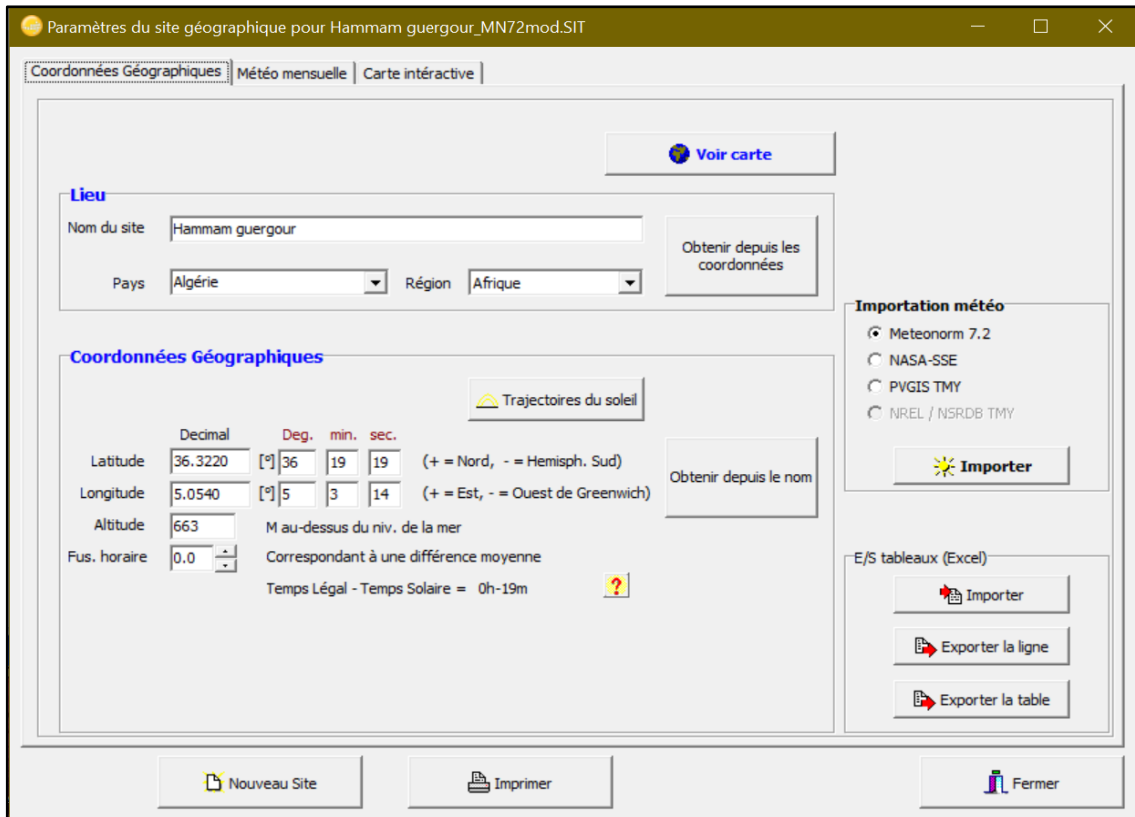 Paramètres du site géographique pour Hammam guergour_MN72mod.SIT
Coordonnées Géographiques Météo mensuelle Carte intéractive
Voir carte
Lieu
Nom du site Hammam guergour
Obtenir depuis les
coordonnées
Pays Algérie Région Afrique
Importation météo
Meteonorm 7.2
NASA-SSE
PVGIS TMY
NREL / NSRDB TMY
Importer
Coordonnées Géographiques
Trajectoires du soleil
Decimal Deg. min. sec.
Latitude 36.3220 [°] 36 19 19 (+ = Nord, - = Hemisph. Sud)
Longitude 5.0540 [°] 5 3 14 (+ = Est, - = Ouest de Greenwich)
Obtenir depuis le nom
Altitude 663 M au-dessus du niv. de la mer
Fus. horaire 0.0 Correspondant à une différence moyenne
Temps Légal - Temps Solaire = 0h-19m ?
E/S tableaux (Excel)
Importer
Exporter la ligne
Exporter la table
Nouveau Site Imprimer Fermer